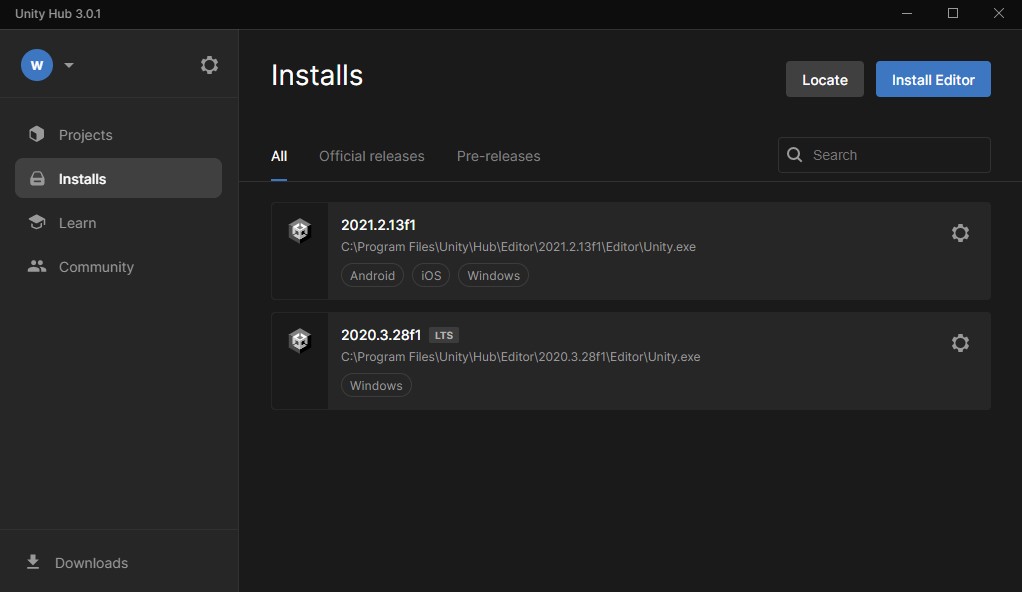 Unity Hub 3.0.1
W
Projects
Installs
Learn
Community
Downloads
Installs
Locate
Install Editor
All
Official releases
Pre-releases
Search
2021.2.13f1
C:\Program Files\Unity\Hub\Editor\2021.2.13f1\Editor\Unity.exe
Android iOS Windows
2020.3.28f1 LTS
C:\Program Files\Unity\Hub\Editor\2020.3.28f1\Editor\Unity.exe
Windows